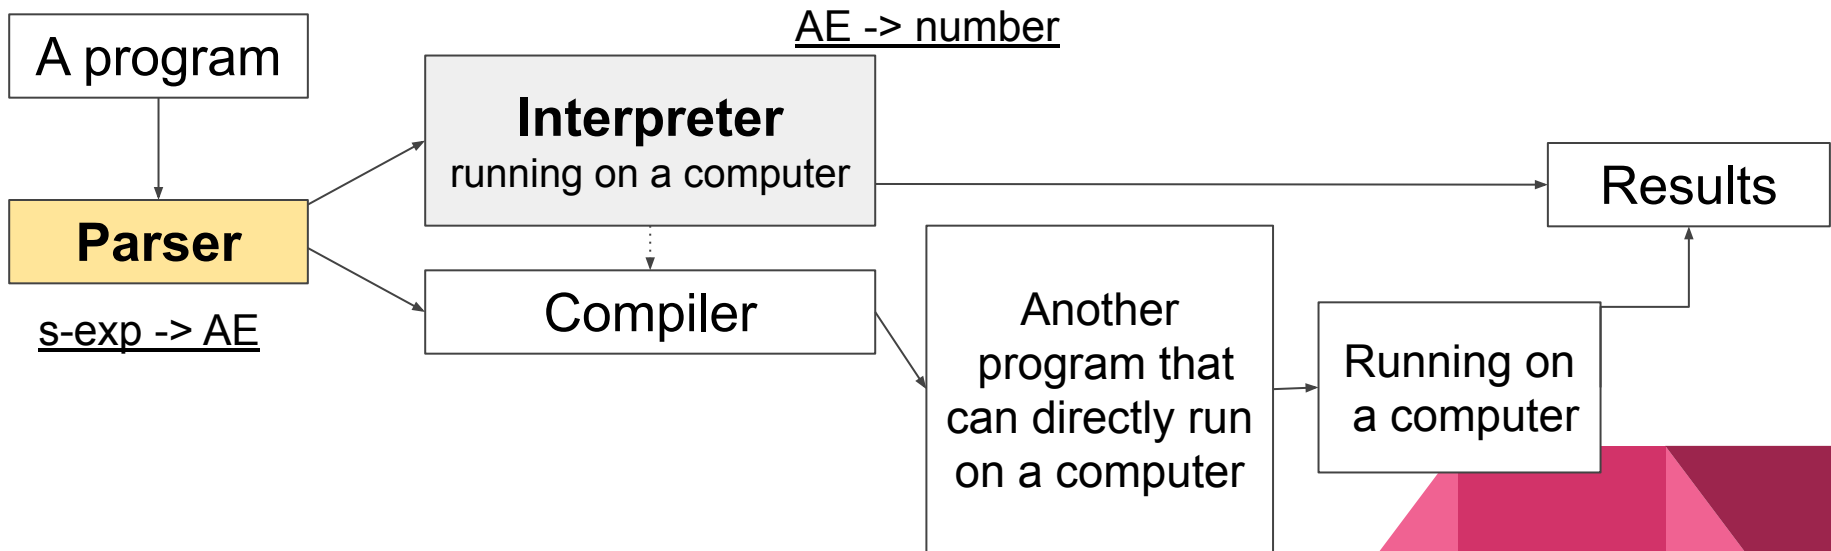 AE -> number
A program
Interpreter
running on a computer
Parser
s-exp -> AE
Compiler
Another
program that
can directly run
on a computer
Running on
a computer
Results